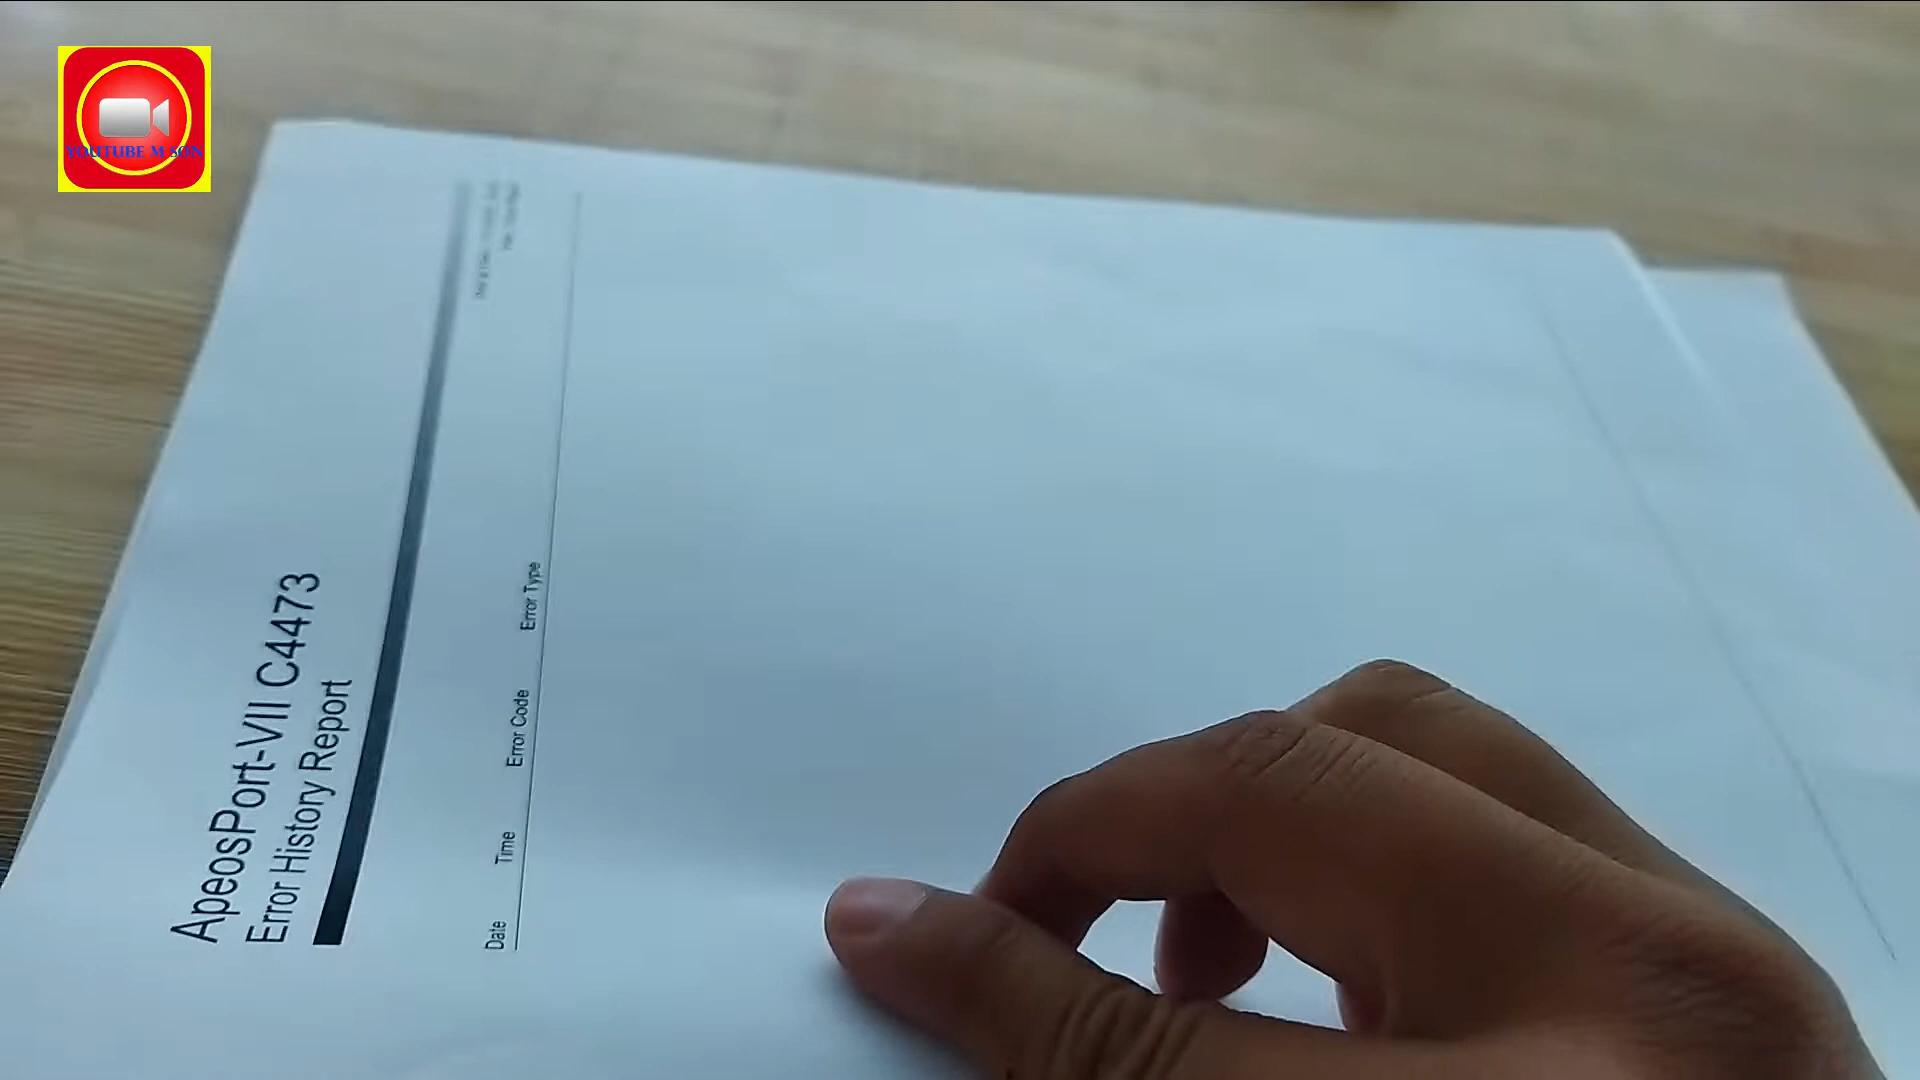 YOUTUBE M SON
ApeosPort-VII C4473
Error History Report
Date Time Error Code Error Type